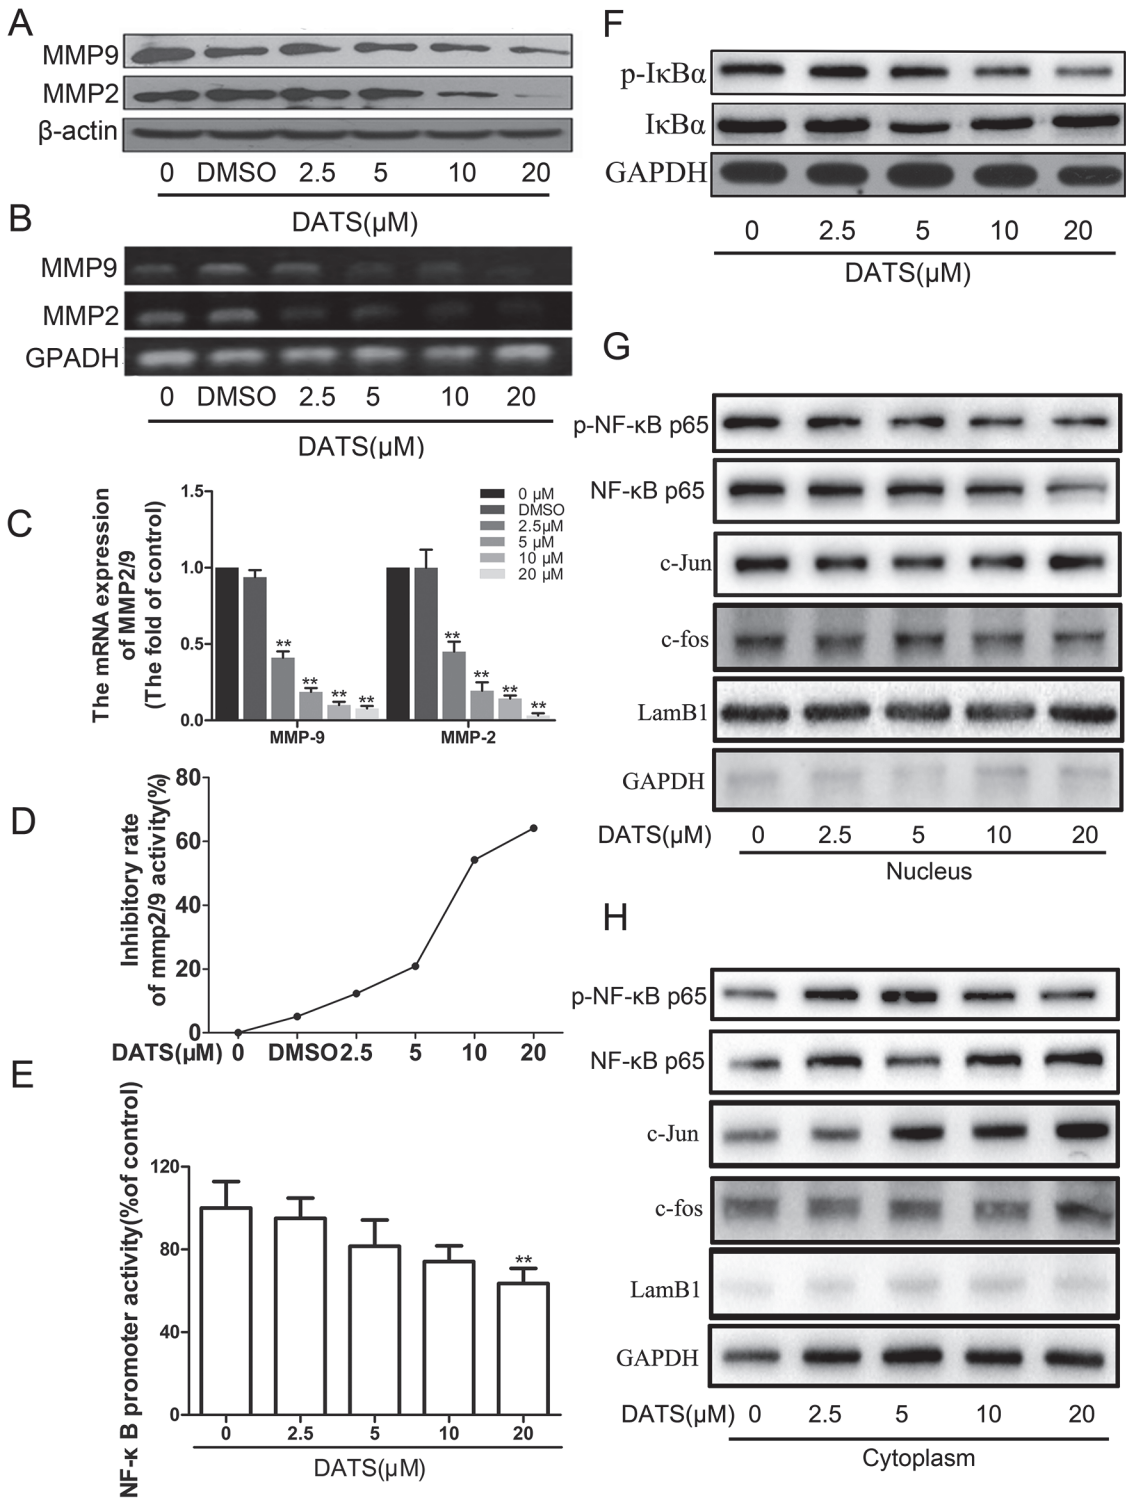 A
MMP9
MMP2
β-actin
0 DMSO 2.5 5 10 20
DATS(μM)
B
MMP9
MMP2
GPADH
0 DMSO 2.5 5 10 20
DATS(μM)
C
The mRNA expression
of MMP2/9
(The fold of control)
1.5
1.0
0.5
0.0
0 μM
DMSO
2.5μM
5 μM
10 μM
20 μM
** ** ** **
** ** ** **
MMP-9 MMP-2
D
Inhibitory rate
of mmp2/9 activity(%)
80
60
40
20
0
DATS(μM) 0 DMSO 2.5 5 10 20
E
NF-κ B promoter activity(%of control)
120
80
40
0
**
0 2.5 5 10 20
DATS(μM)
F
p-IκBα
IκBα
GAPDH
0 2.5 5 10 20
DATS(μM)
G
p-NF-κB p65
NF-κB p65
c-Jun
c-fos
LamB1
GAPDH
DATS(μM) 0 2.5 5 10 20
Nucleus
H
p-NF-κB p65
NF-κB p65
c-Jun
c-fos
LamB1
GAPDH
DATS(μM) 0 2.5 5 10 20
Cytoplasm